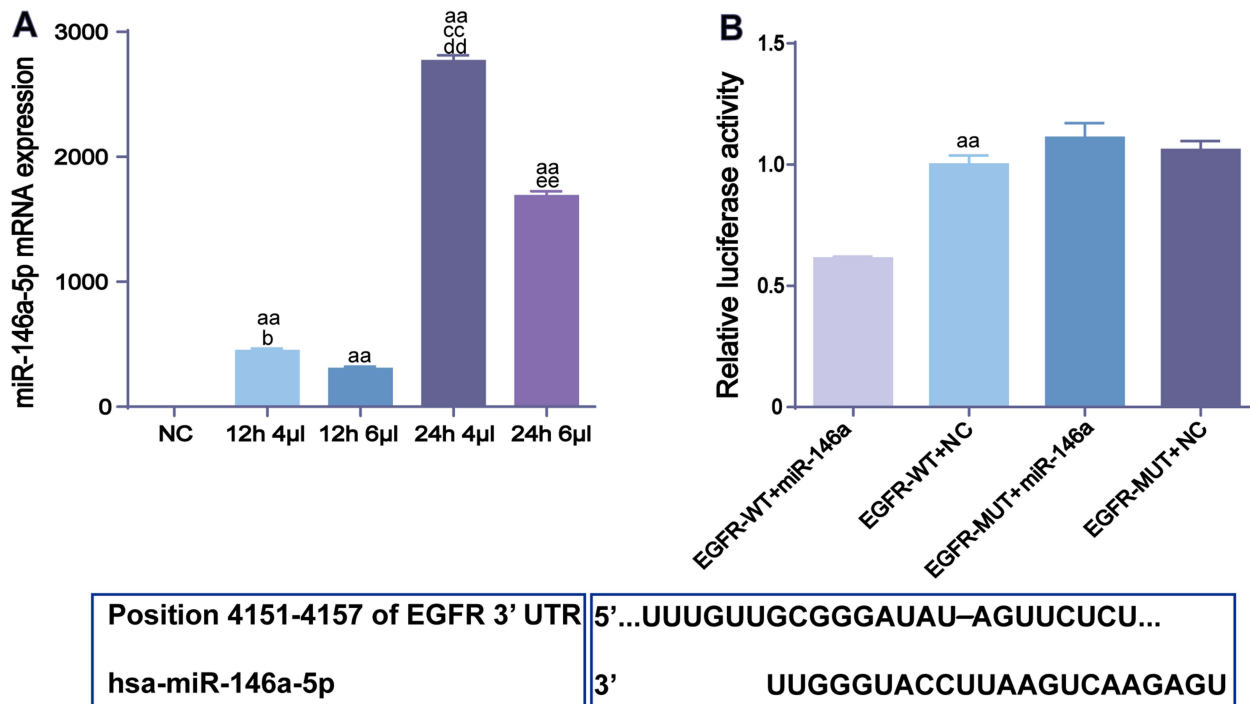 A
miR-146a-5p mRNA expression
3000
2000
1000
0
aa
b
aa
aa
cc
dd
aa
ee
NC
12h 4μl
12h 6μl
24h 4μl
24h 6μl
B
Relative luciferase activity
1.5
1.0
0.5
0
aa
EGFR-WT+miR-146a
EGFR-WT+NC
EGFR-MUT+miR-146a
EGFR-MUT+NC
Position 4151-4157 of EGFR 3’ UTR 5’...UUUGUUGCGGGAUAU–AGUUCUCU...
hsa-miR-146a-5p 3’ UUGGGUACCUUAAGUCAAGAGU